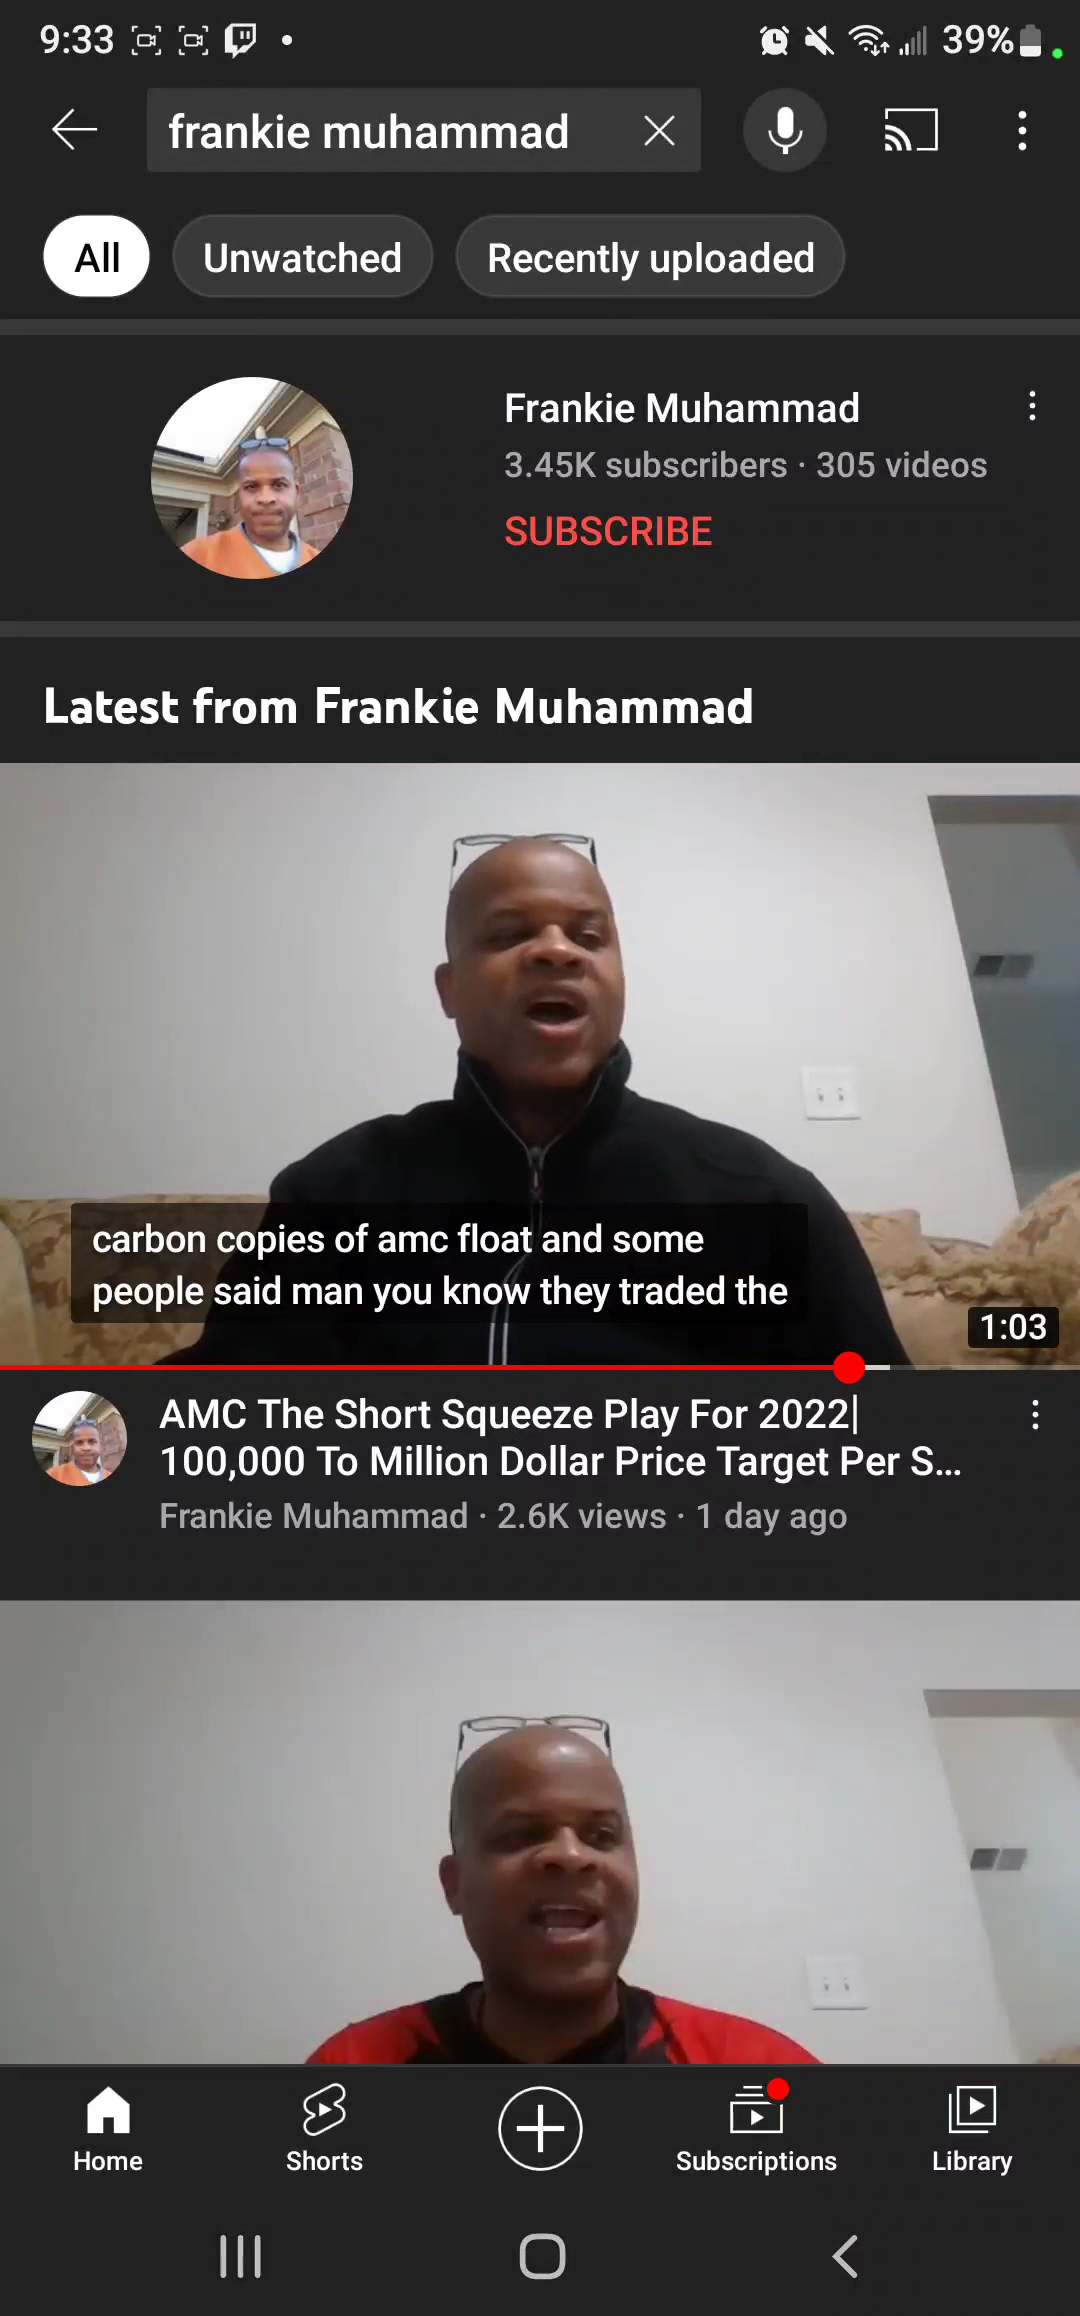 9:33
39%
frankie muhammad
All
Unwatched
Recently uploaded
Frankie Muhammad
3.45K subscribers · 305 videos
SUBSCRIBE
Latest from Frankie Muhammad
carbon copies of amc float and some
people said man you know they traded the
1:03
AMC The Short Squeeze Play For 2022|
100,000 To Million Dollar Price Target Per S...
Frankie Muhammad · 2.6K views · 1 day ago
Home
Shorts
Subscriptions
Library